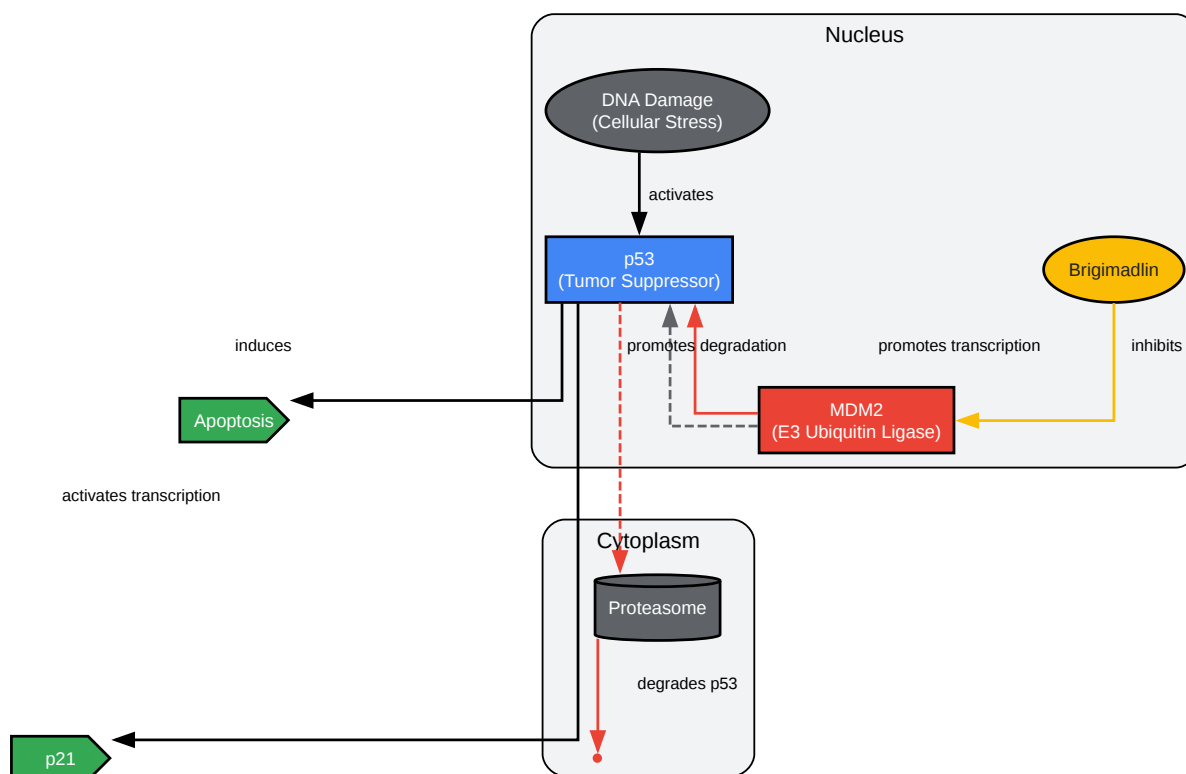 Nucleus
DNA Damage
(Cellular Stress)
activates
p53
(Tumor Suppressor)
Brigimadlin
induces
promotes degradation
promotes transcription
inhibits
Apoptosis
MDM2
(E3 Ubiquitin Ligase)
activates transcription
Cytoplasm
Proteasome
degrades p53
p21